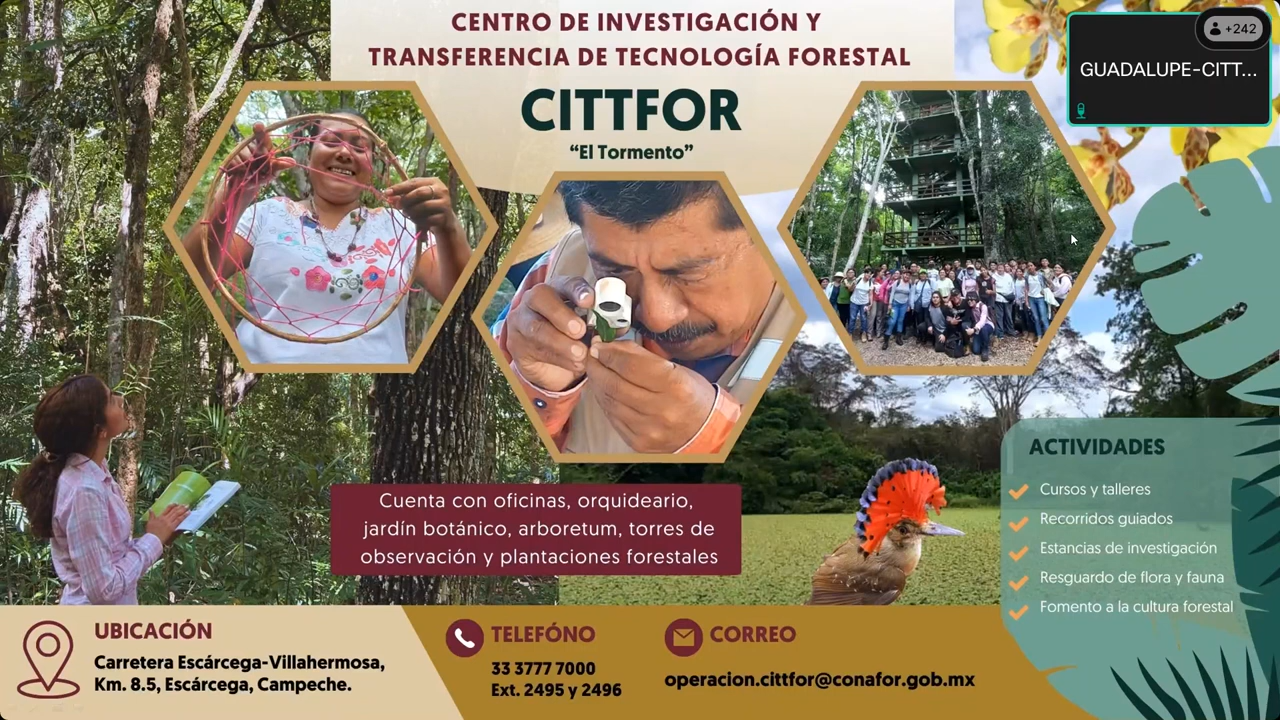 CENTRO DE INVESTIGACIÓN Y
TRANSFERENCIA DE TECNOLOGÍA FORESTAL
CITTFOR
“El Tormento”
+242
GUADALUPE-CITT...
Cuenta con oficinas, orquideario,
jardín botánico, arboretum, torres de
observación y plantaciones forestales
ACTIVIDADES
Cursos y talleres
Recorridos guiados
Estancias de investigación
Resguardo de flora y fauna
Fomento a la cultura forestal
UBICACIÓN
Carretera Escárcega-Villahermosa,
Km. 8.5, Escárcega, Campeche.
TELEFÓNO
33 3777 7000
Ext. 2495 y 2496
CORREO
operacion.cittfor@conafor.gob.mx